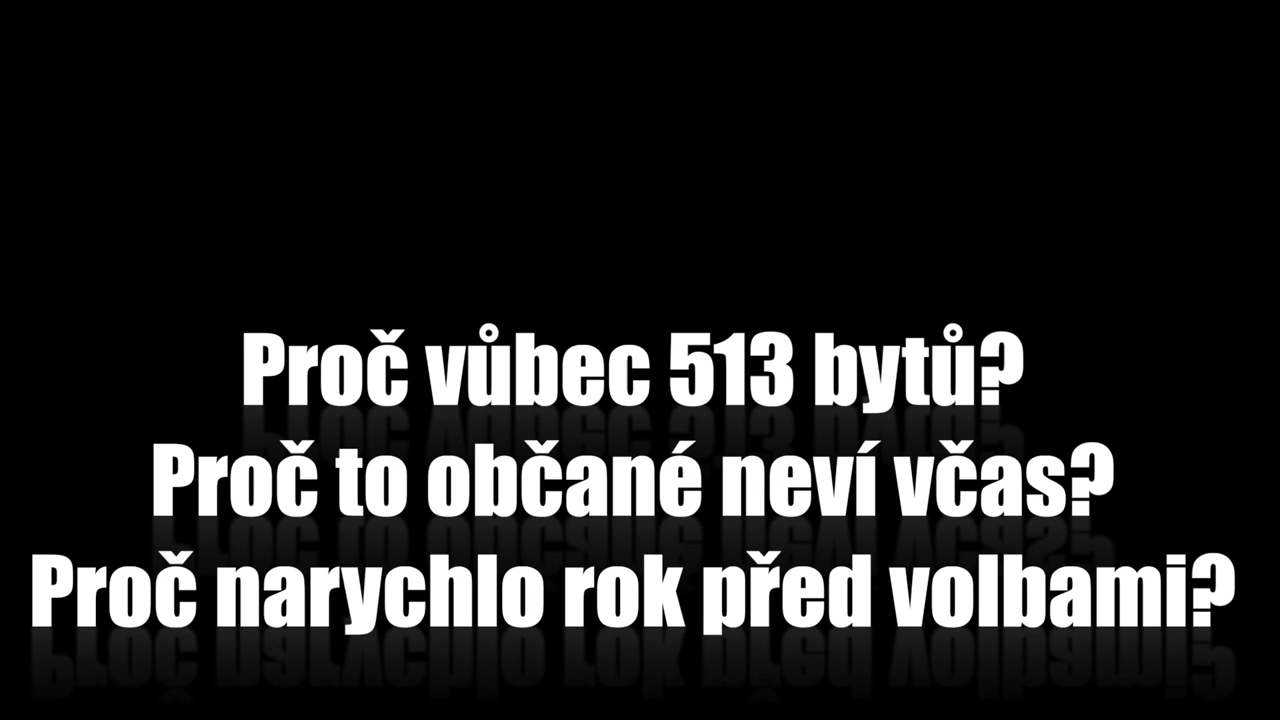 Proč vůbec 513 bytů?
Proč to občané neví včas?
Proč narychlo rok před volbami?